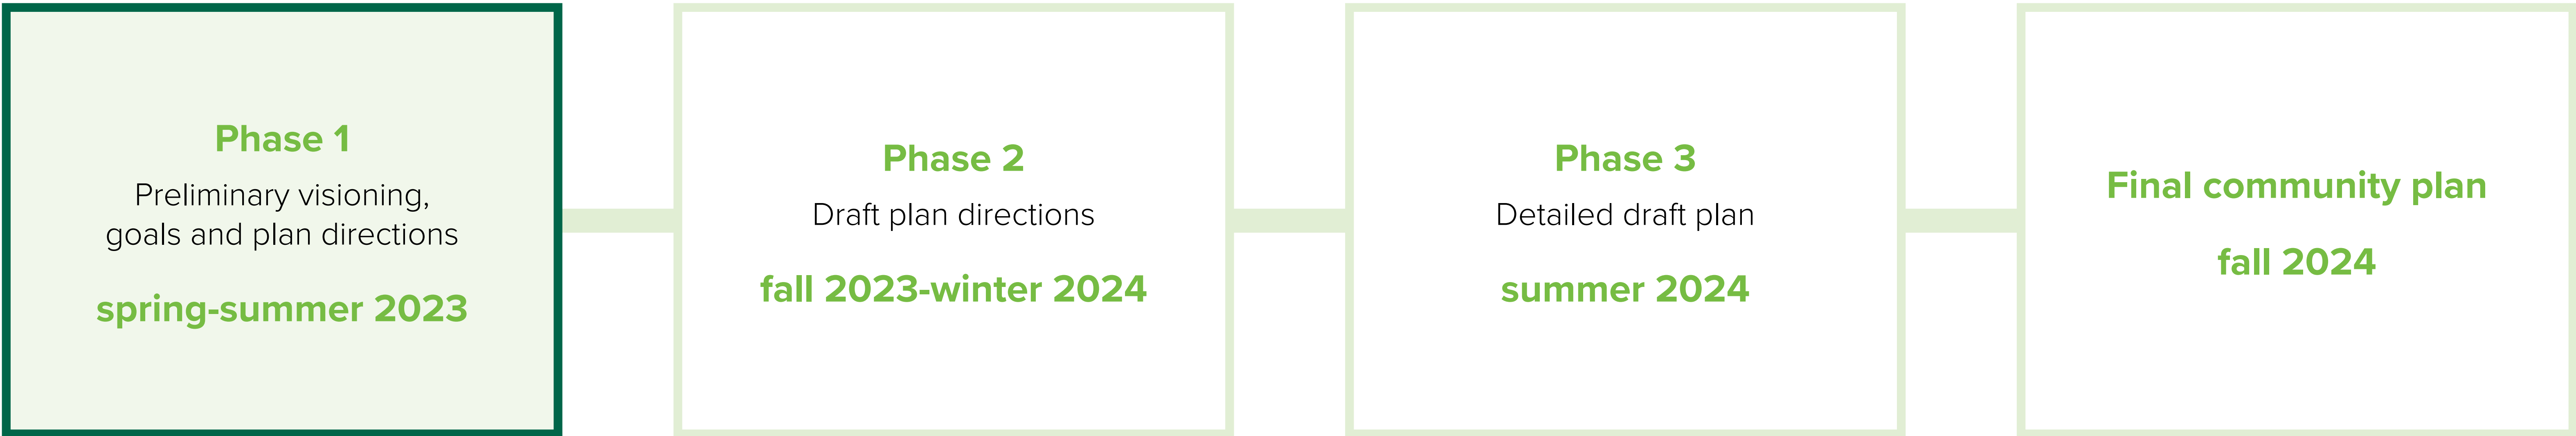 Phase 1
Preliminary visioning,
goals and plan directions
spring-summer 2023
Phase 2
Draft plan directions
fall 2023-winter 2024
Phase 3
Detailed draft plan
summer 2024
Final community plan
fall 2024